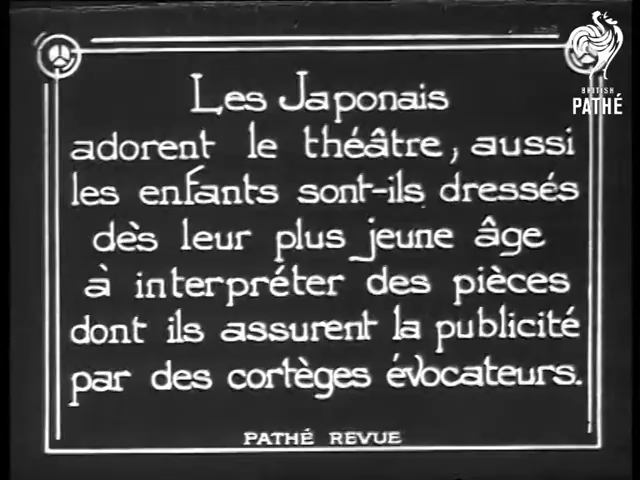 BRITISH
PATHÉ
Les Japonais
adorent le théâtre, aussi
les enfants sont-ils dressés
dès leur plus jeune âge
à interpréter des pièces
dont ils assurent la publicité
par des cortèges évocateurs.
PATHÉ REVUE